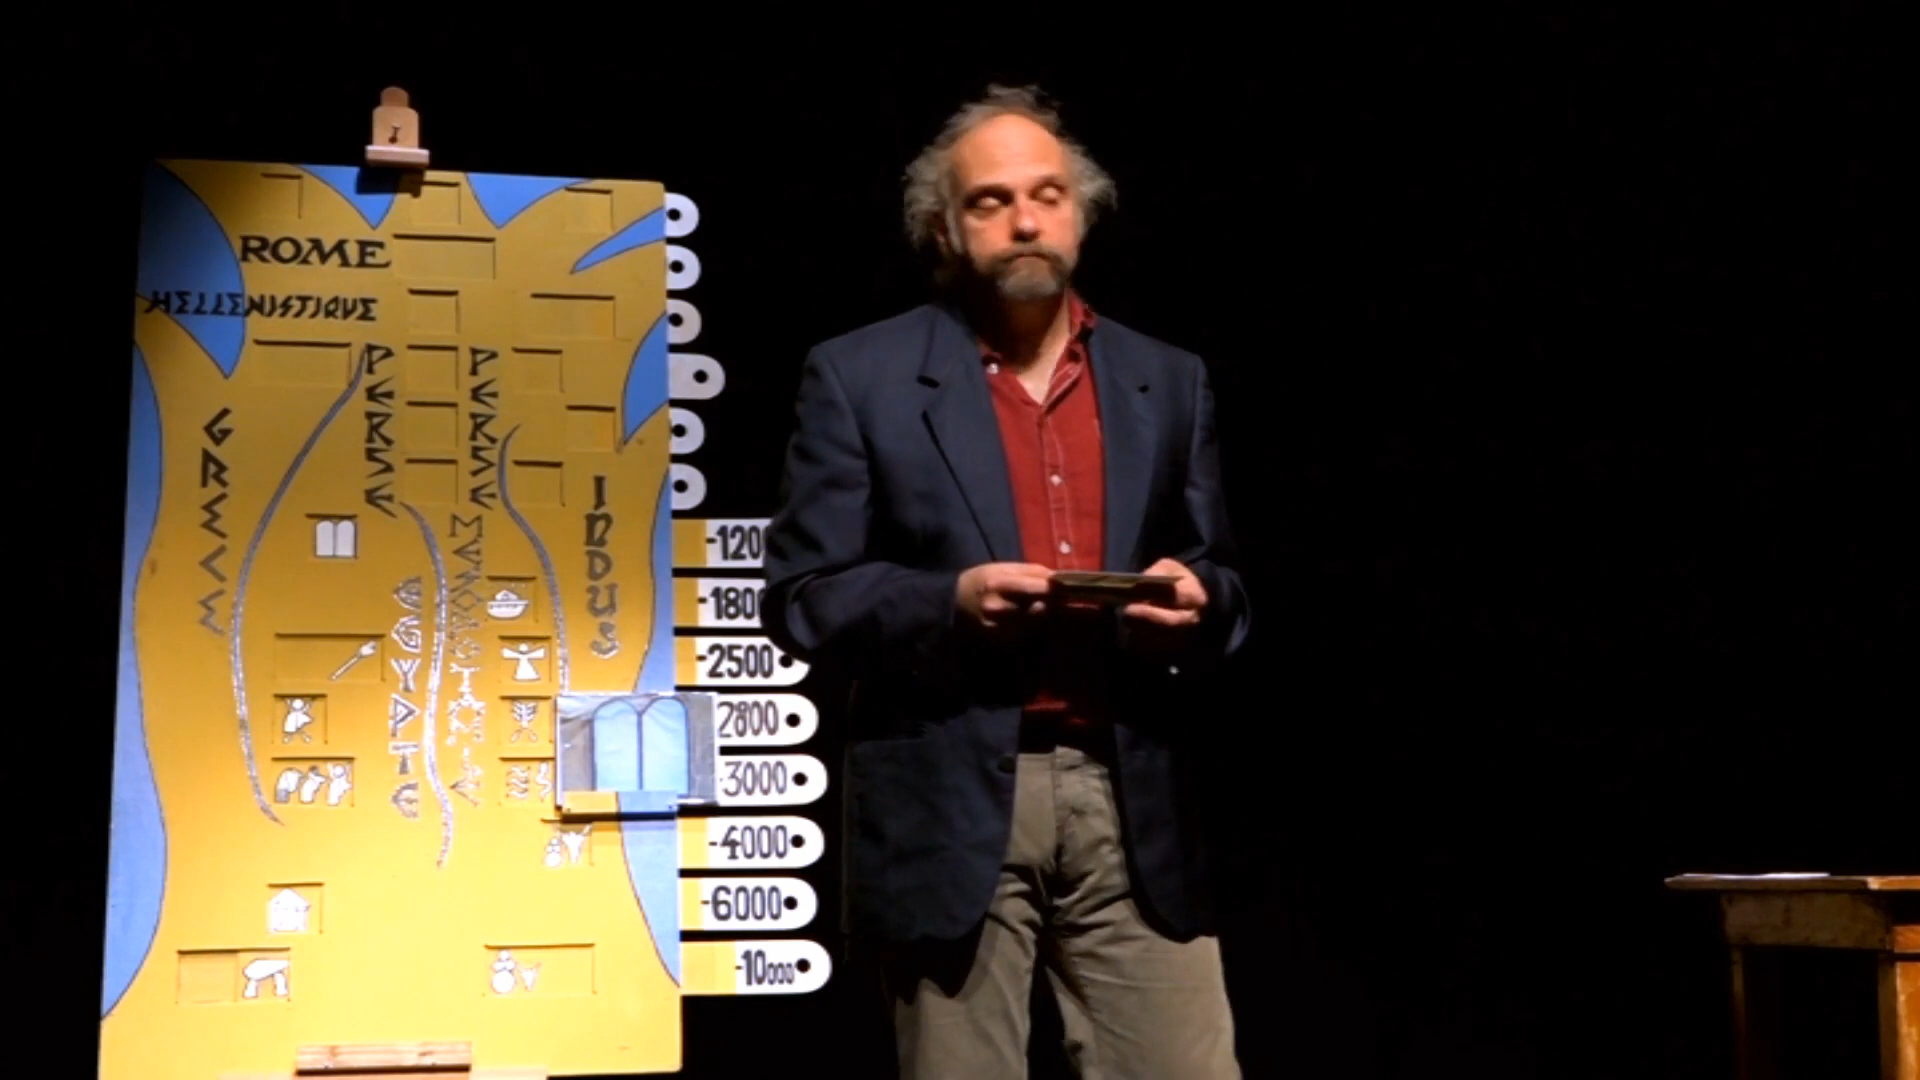 ROME
HELLENISTIQUE
PERSE
PERSE
GRECE
INDUS
EGYPTE
-120
-180
-2500
2800
3000
-4000
-6000
-10000